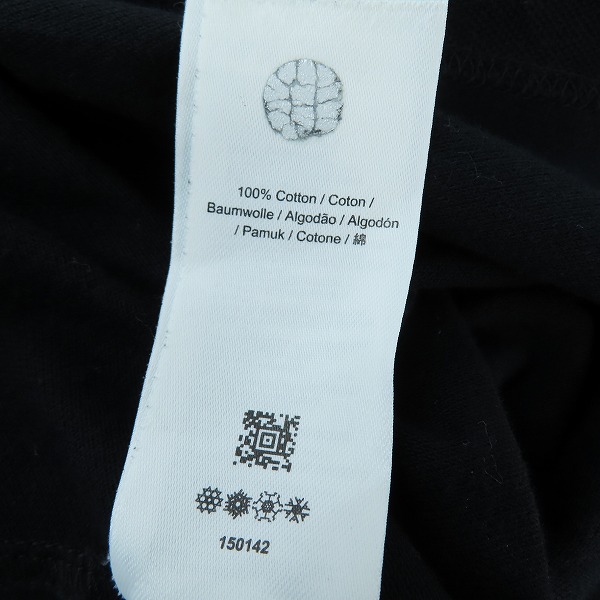 100% Cotton / Coton /
Baumwolle / Algodão / Algodón
/ Pamuk / Cotone / 綿
150142